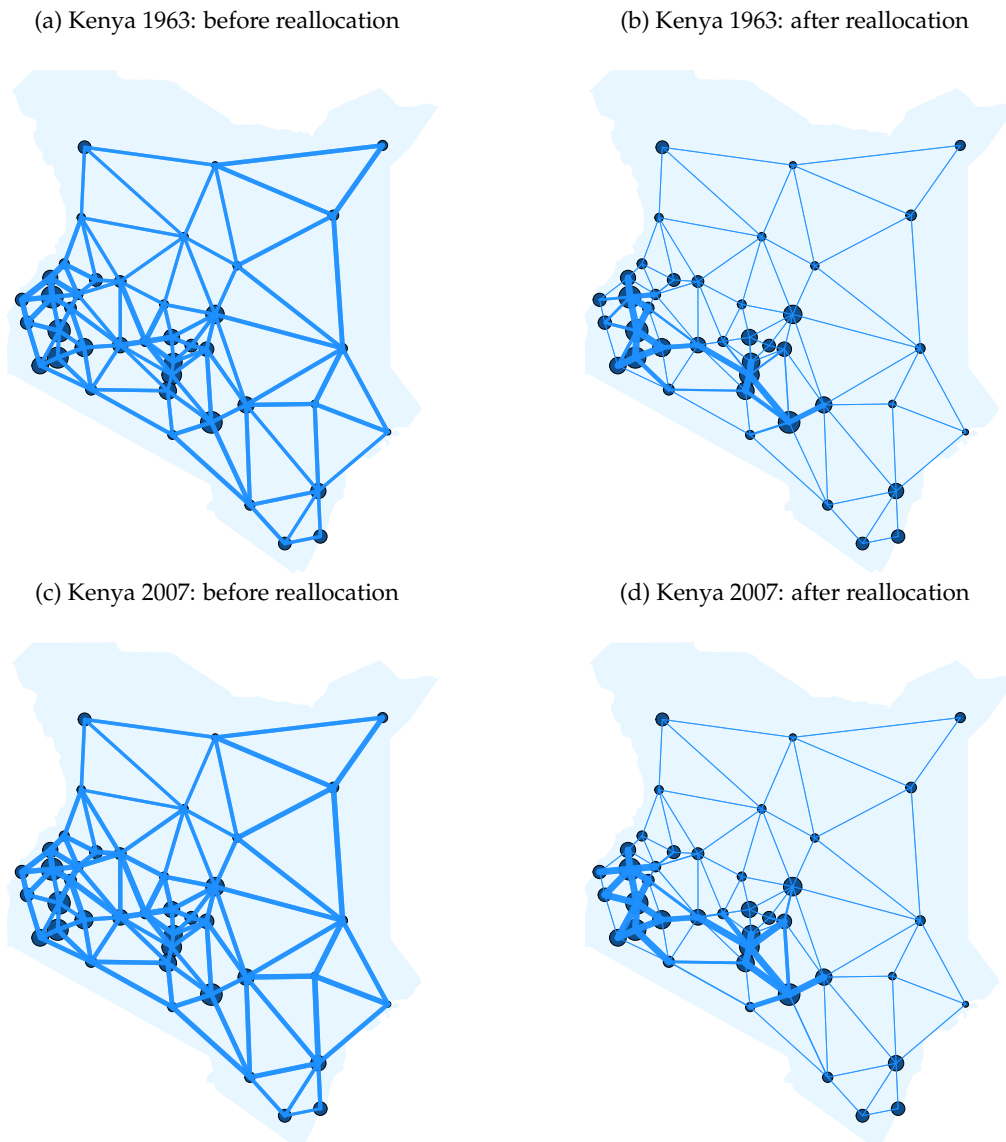 (a) Kenya 1963: before reallocation
(b) Kenya 1963: after reallocation
(c) Kenya 2007: before reallocation
(d) Kenya 2007: after reallocation